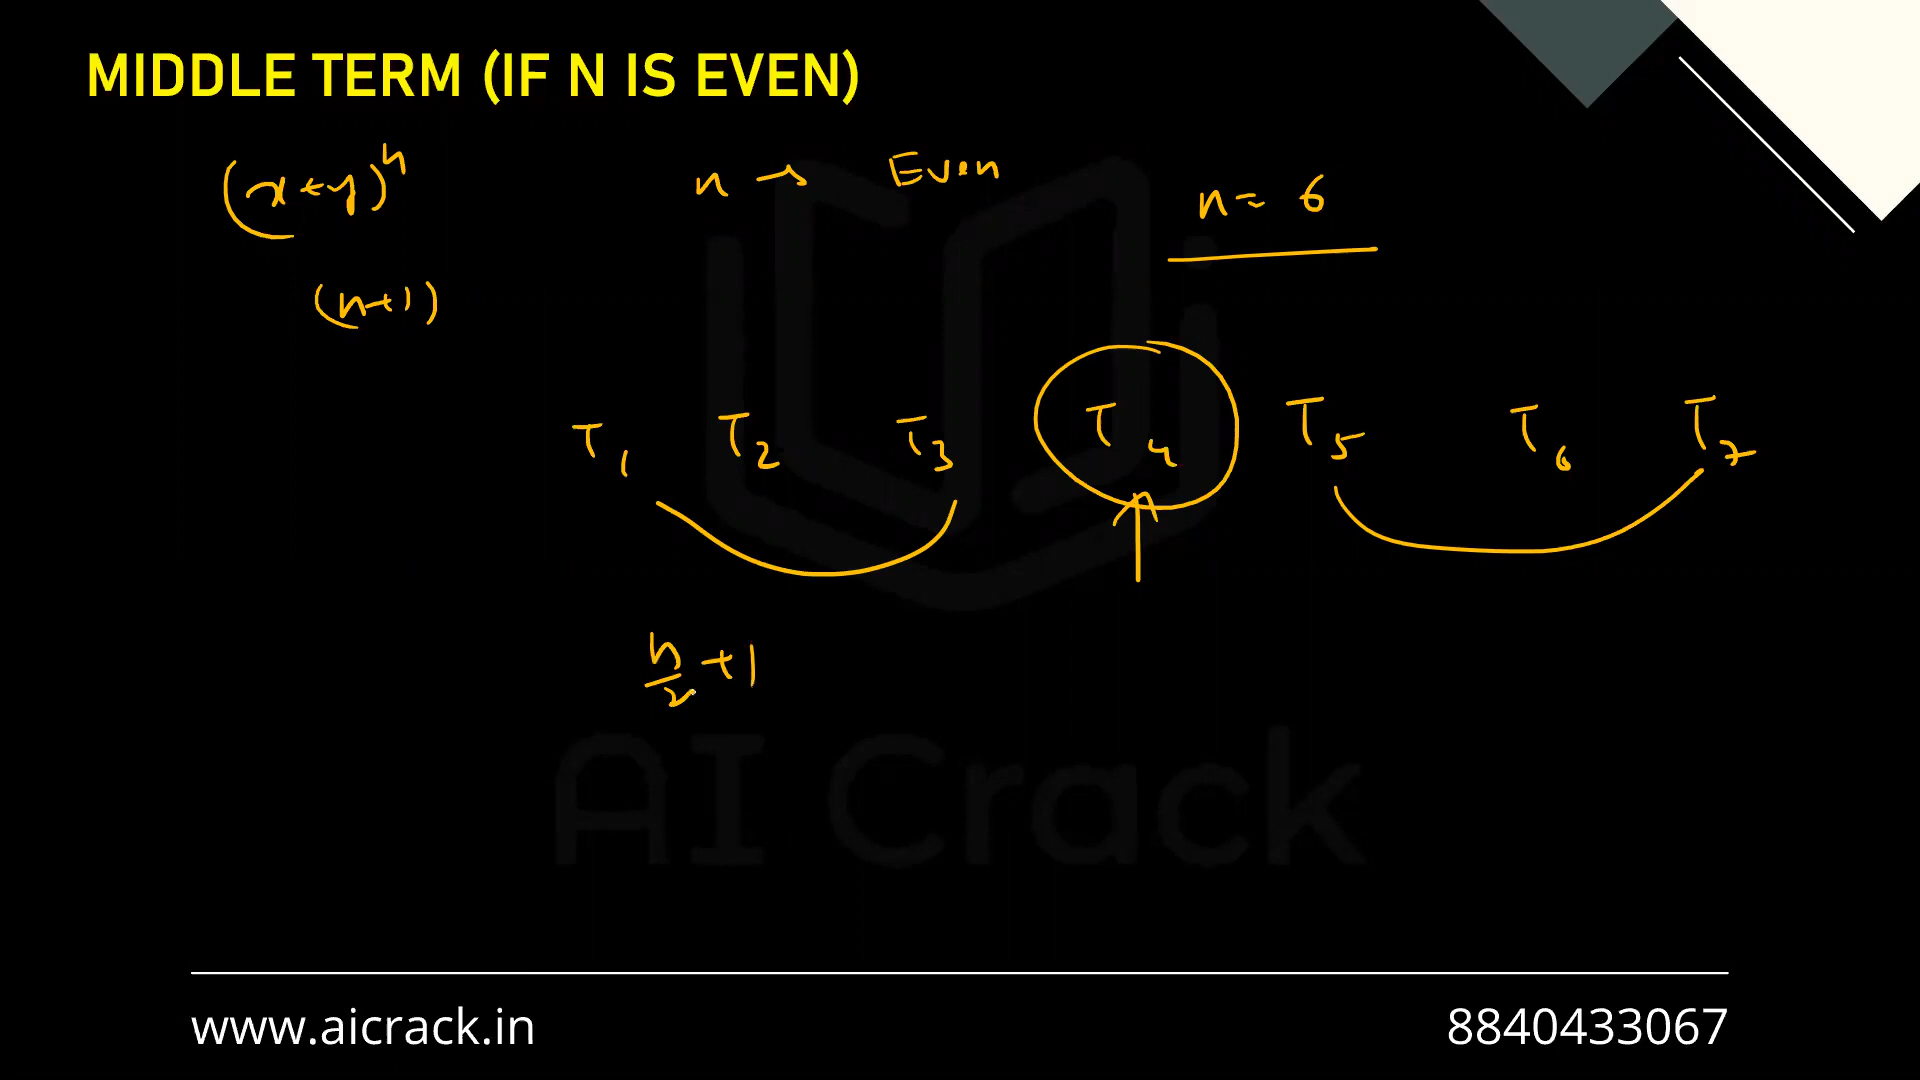 MIDDLE TERM (IF N IS EVEN)
(x+y)^n n → Even n = 6
(n+1)
T₁ T₂ T₃ T₄ T₅ T₆ T₇
n/2 + 1
AI Crack
www.aicrack.in 8840433067